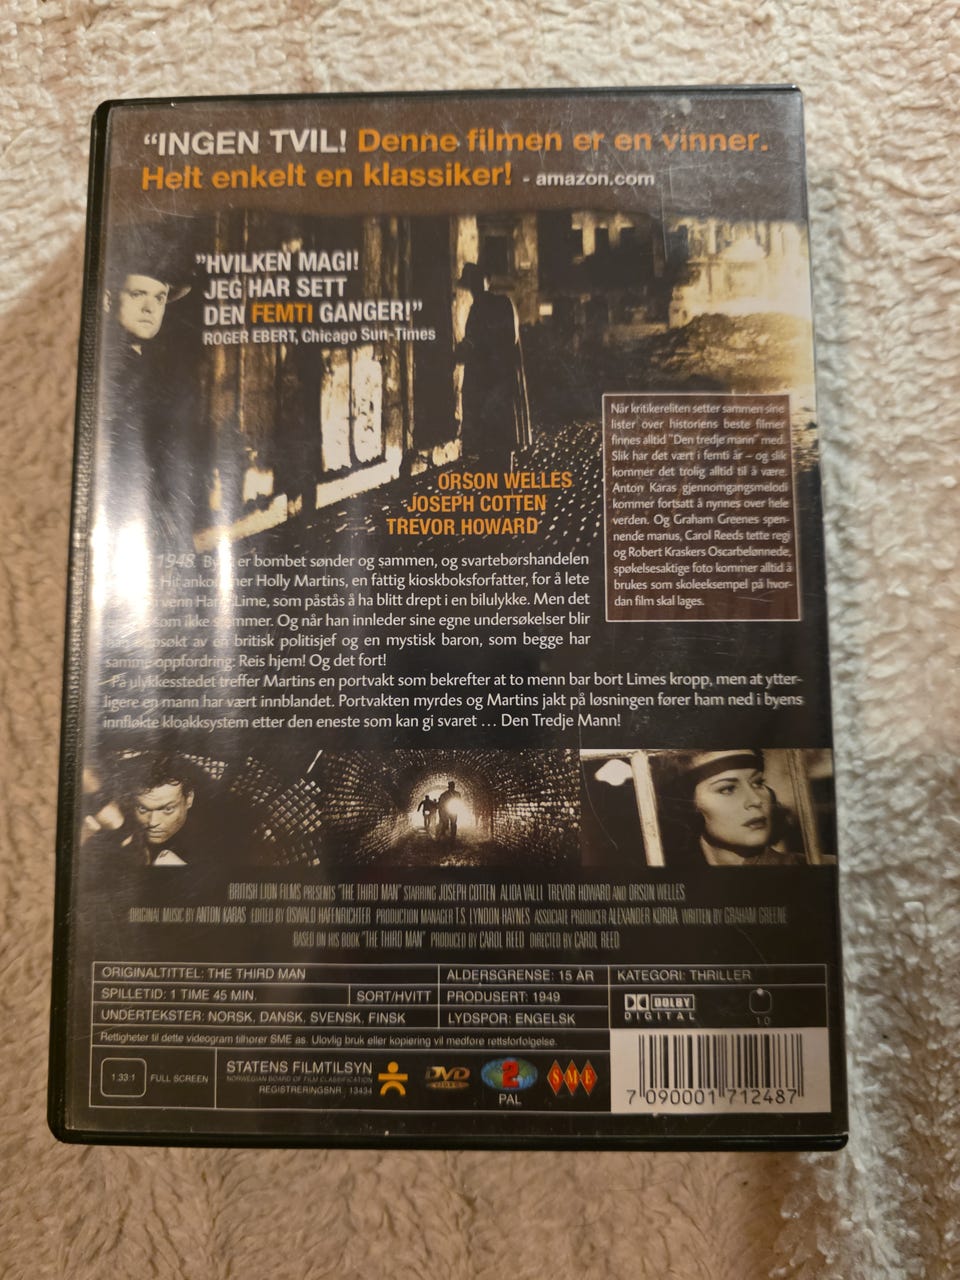 “INGEN TVIL! Denne filmen er en vinner.
Helt enkelt en klassiker! - amazon.com
”HVILKEN MAGI!
JEG HAR SETT
DEN FEMTI GANGER!”
ROGER EBERT, Chicago Sun-Times
ORSON WELLES
JOSEPH COTTEN
TREVOR HOWARD
Når kritikereliten setter sammen sine
lister over historiens beste filmer
finnes alltid ”Den tredje mann” med.
Slik har det vært i femti år – og slik
kommer det trolig alltid til å være.
Anton Karas gjennomgangsmelodi
kommer fortsatt å nynnes over hele
verden. Og Graham Greenes spen-
nende manus, Carol Reeds tette regi
og Robert Kraskers Oscarbelønnede,
spøkelsesaktige foto kommer alltid å
brukes som skoleeksempel på hvor-
dan film skal lages.
1948. er bombet sønder og sammen, og svartebørshandelen
Hit ankommer Holly Martins, en fattig kioskboksforfatter, for å lete
venn Harry Lime, som påstås å ha blitt drept i en bilulykke. Men det
som ikke stemmer. Og når han innleder sine egne undersøkelser blir
han oppsøkt av en britisk politisjef og en mystisk baron, som begge har
samme oppfordring: Reis hjem! Og det fort!
På ulykkesstedet treffer Martins en portvakt som bekrefter at to menn bar bort Limes kropp, men at ytter-
ligere en mann har vært innblandet. Portvakten myrdes og Martins jakt på løsningen fører ham ned i byens
innfløkte kloakksystem etter den eneste som kan gi svaret … Den Tredje Mann!
BRITISH LION FILMS PRESENTS "THE THIRD MAN" STARRING JOSEPH COTTEN ALIDA VALLI TREVOR HOWARD AND ORSON WELLES
ORIGINAL MUSIC BY ANTON KARAS EDITED BY OSWALD HAFENRICHTER PRODUCTION MANAGER T.S. LYNDON HAYNES ASSOCIATE PRODUCER ALEXANDER KORDA WRITTEN BY GRAHAM GREENE
BASED ON HIS BOOK "THE THIRD MAN" PRODUCED BY CAROL REED DIRECTED BY CAROL REED
ORIGINALTITTEL: THE THIRD MAN ALDERSGRENSE: 15 ÅR KATEGORI: THRILLER
SPILLETID: 1 TIME 45 MIN. SORT/HVITT PRODUSERT: 1949
UNDERTEKSTER: NORSK, DANSK, SVENSK, FINSK LYDSPOR: ENGELSK
DOLBY
DIGITAL
1.0
Rettigheter til dette videogram tilhører SME as. Ulovlig bruk eller kopiering vil medføre rettsforfølgelse.
1.33:1 FULL SCREEN
STATENS FILMTILSYN
NORWEGIAN BOARD OF FILM CLASSIFICATION
REGISTRERINGSNR.: 13434
DVD
VIDEO
2
PAL
SME
7 090001 712487